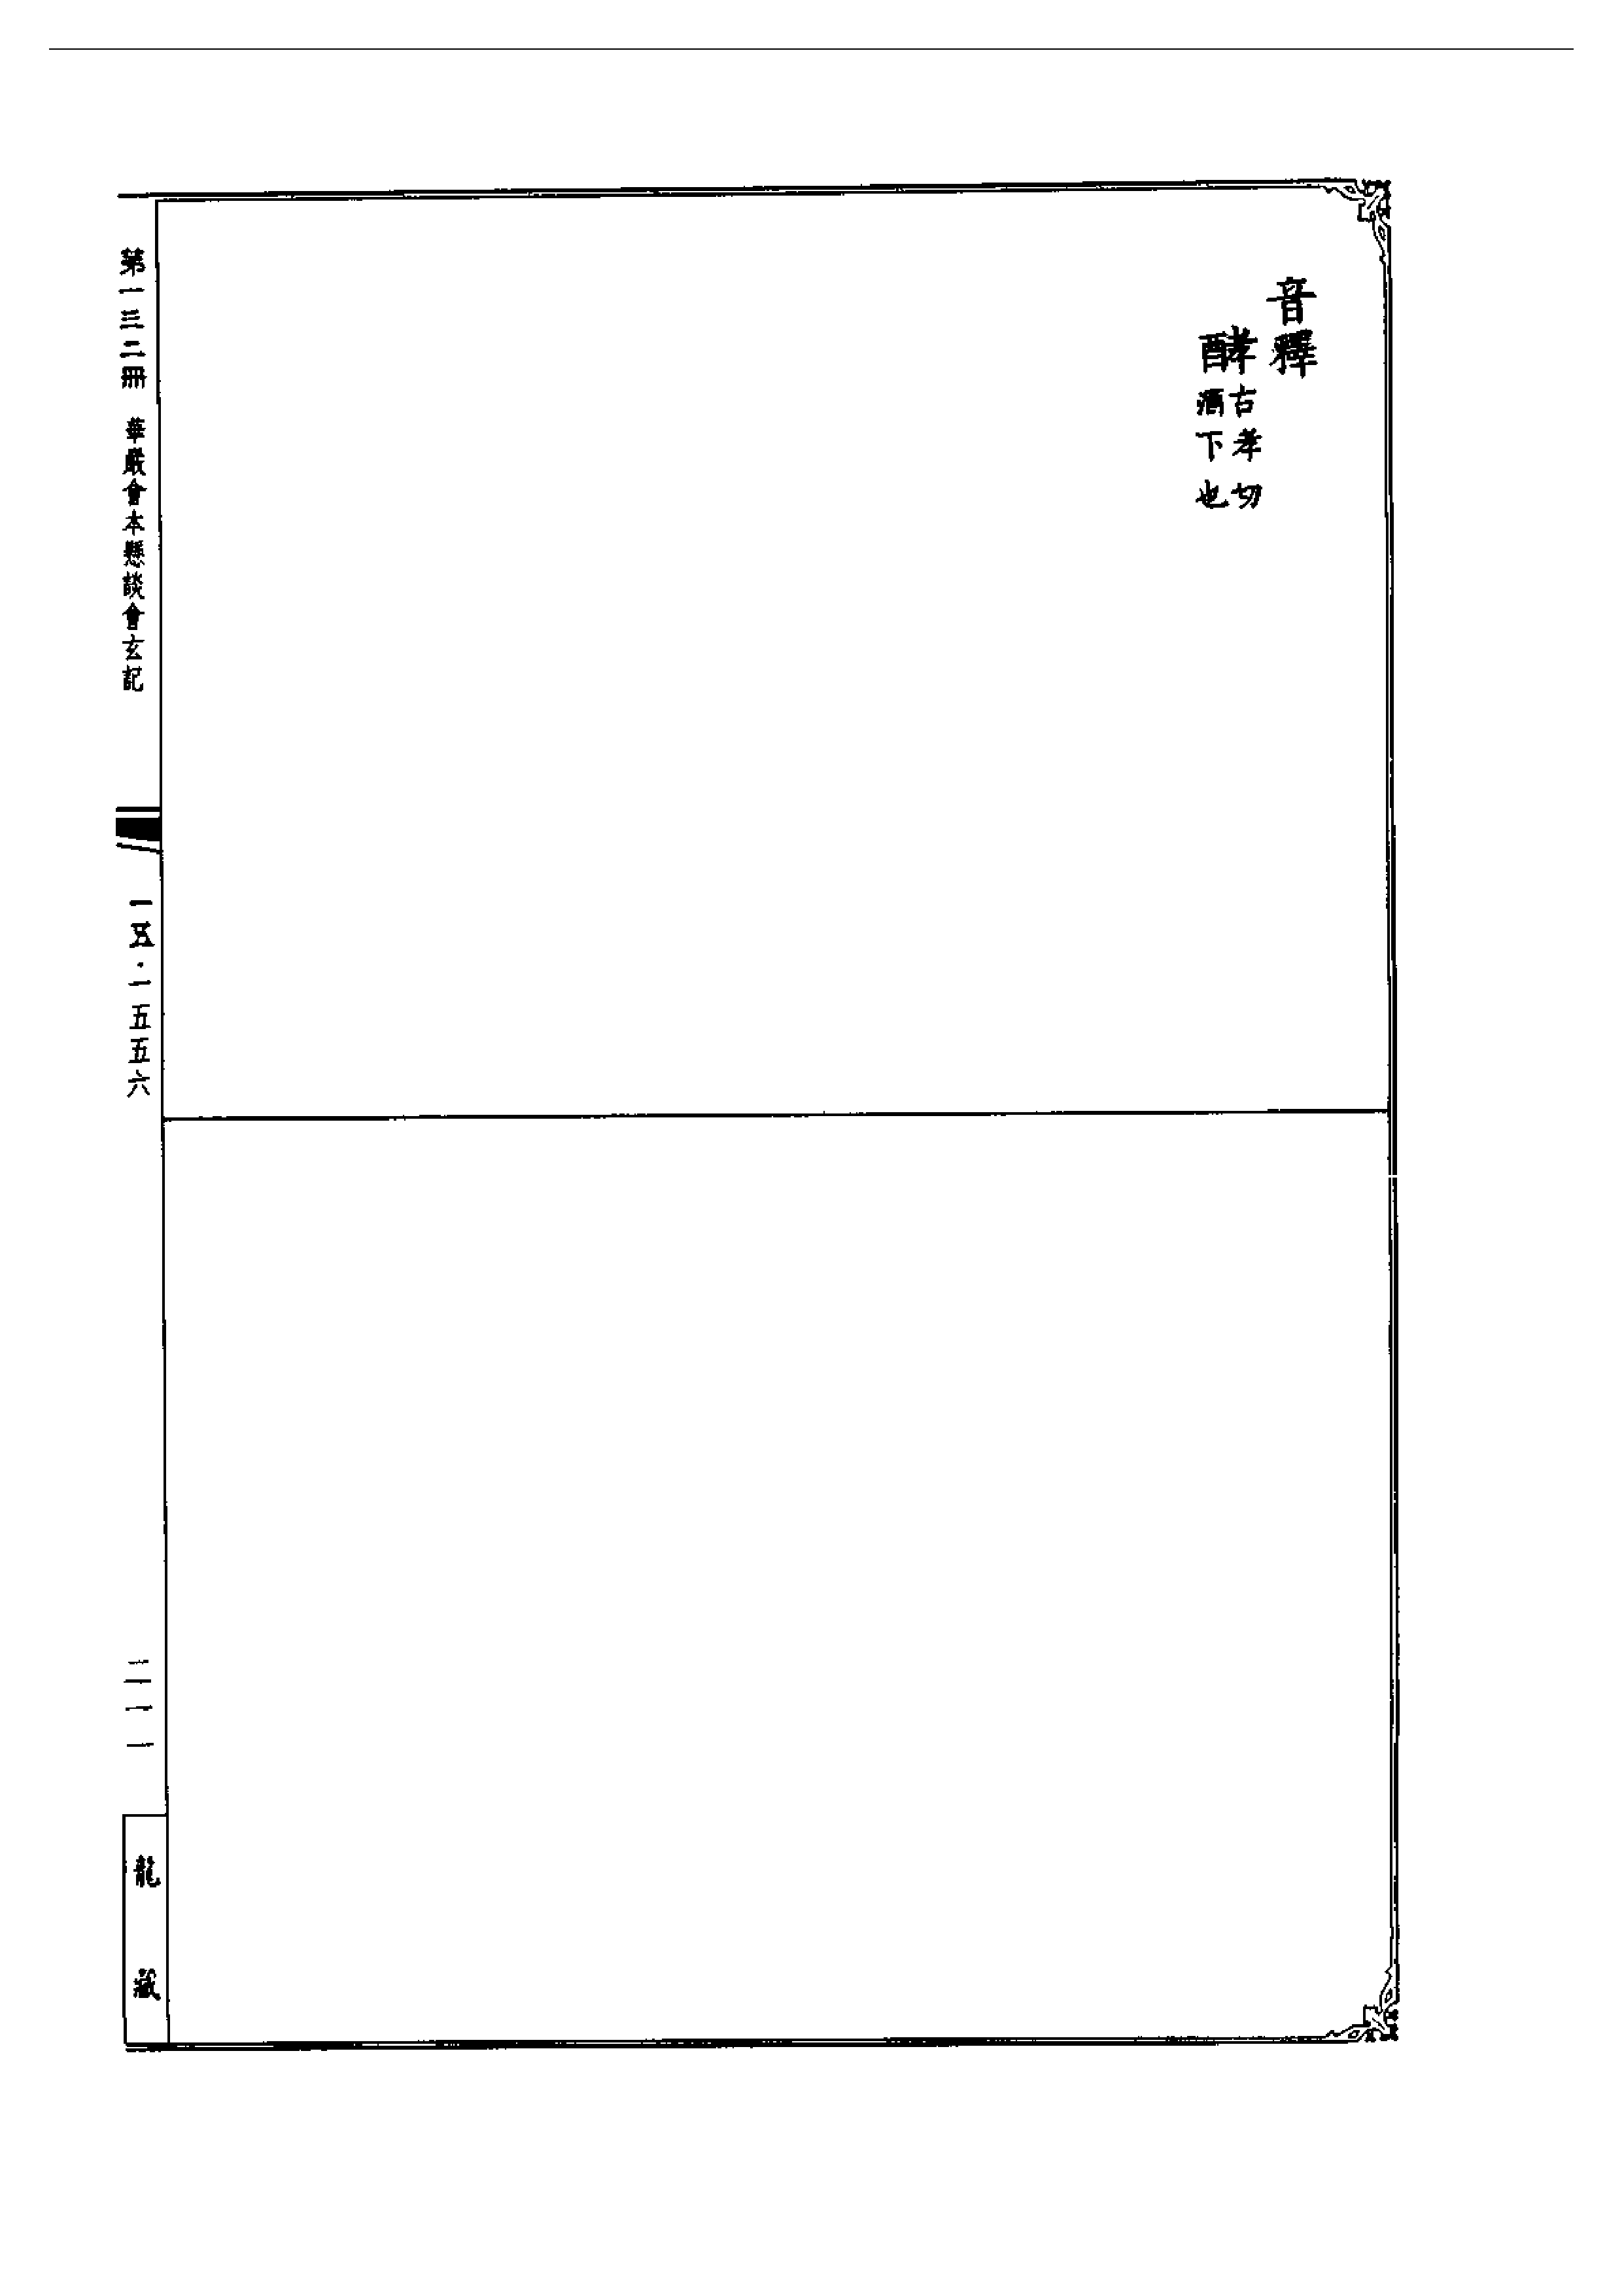 音釋
酵古孝切
酒下也
第一三二冊 華嚴會本懸談會玄記
一五五·一五五六
二一一
龍藏